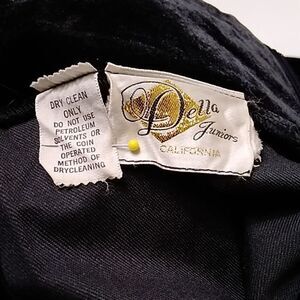 DRY CLEAN
ONLY
DO NOT USE
PETROLEUM
SOLVENTS OR
THE COIN
OPERATED
METHOD OF
DRYCLEANING
Della
Juniors
CALIFORNIA